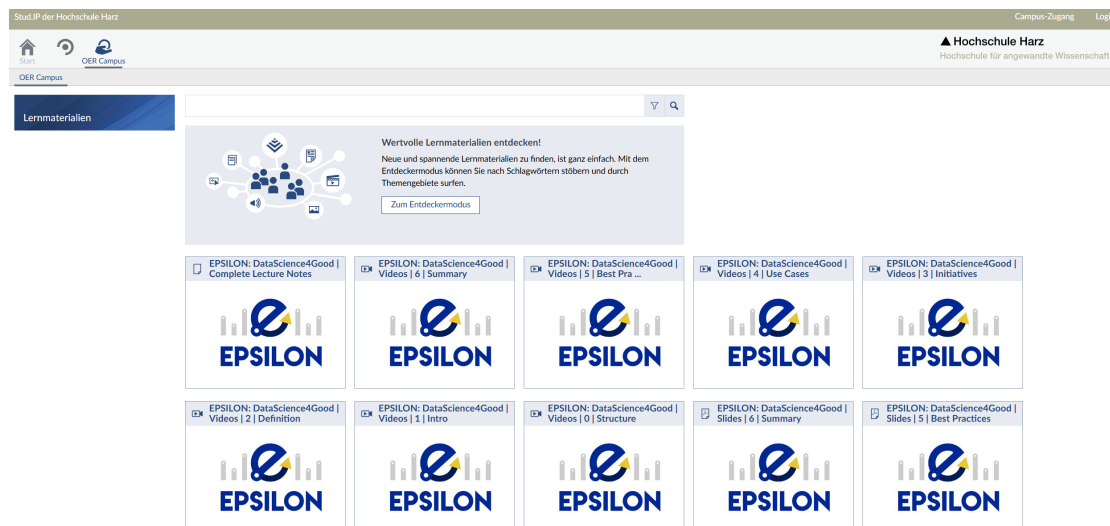 Stud.IP der Hochschule Harz
Campus-Zugang
Start
OER Campus
Hochschule Harz
Hochschule für angewandte
OER Campus
Lernmaterialien
Wertvolle Lernmaterialien entdecken!
Neue und spannende Lernmaterialien zu finden, ist ganz einfach. Mit dem
Entdeckermodus können Sie nach Schlagwörtern stöbern und durch
Themengebiete surfen.
Zum Entdeckermodus
EPSILON: DataScience4Good |
Complete Lecture Notes
EPSILON
EPSILON: DataScience4Good |
Videos | 6 | Summary
EPSILON
EPSILON: DataScience4Good |
Videos | 5 | Best Pra ...
EPSILON
EPSILON: DataScience4Good |
Videos | 4 | Use Cases
EPSILON
EPSILON: DataScience4Good |
Videos | 3 | Initiatives
EPSILON
EPSILON: DataScience4Good |
Videos | 2 | Definition
EPSILON
EPSILON: DataScience4Good |
Videos | 1 | Intro
EPSILON
EPSILON: DataScience4Good |
Videos | 0 | Structure
EPSILON
EPSILON: DataScience4Good |
Slides | 6 | Summary
EPSILON
EPSILON: DataScience4Good |
Slides | 5 | Best Practices
EPSILON